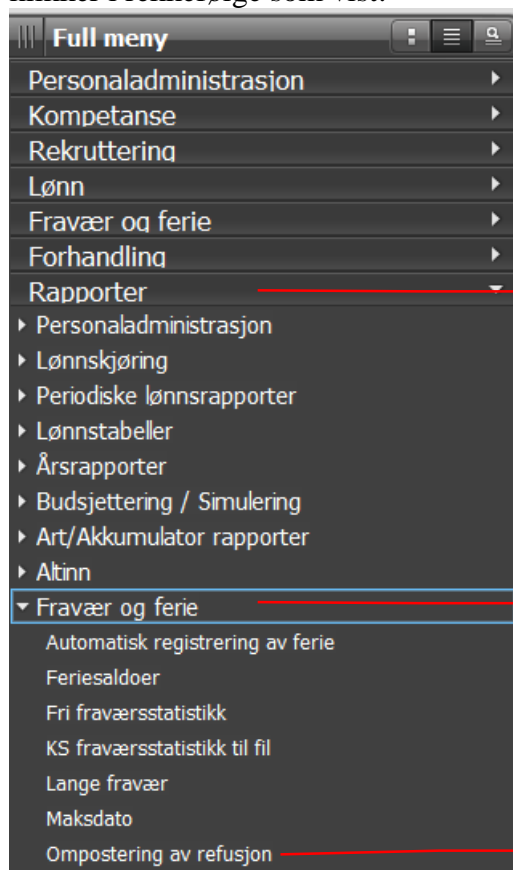 Full meny
Personaladministrasjon
Kompetanse
Rekruttering
Lønn
Fravær og ferie
Forhandling
Rapporter
Personaladministrasjon
Lønnskjøring
Periodiske lønnsrapporter
Lønnstabeller
Årsrapporter
Budsjettering / Simulering
Art/Akkumulator rapporter
Altinn
Fravær og ferie
Automatisk registrering av ferie
Feriesaldoer
Fri fraværsstatistikk
KS fraværsstatistikk til fil
Lange fravær
Maksdato
Ompostering av refusjon